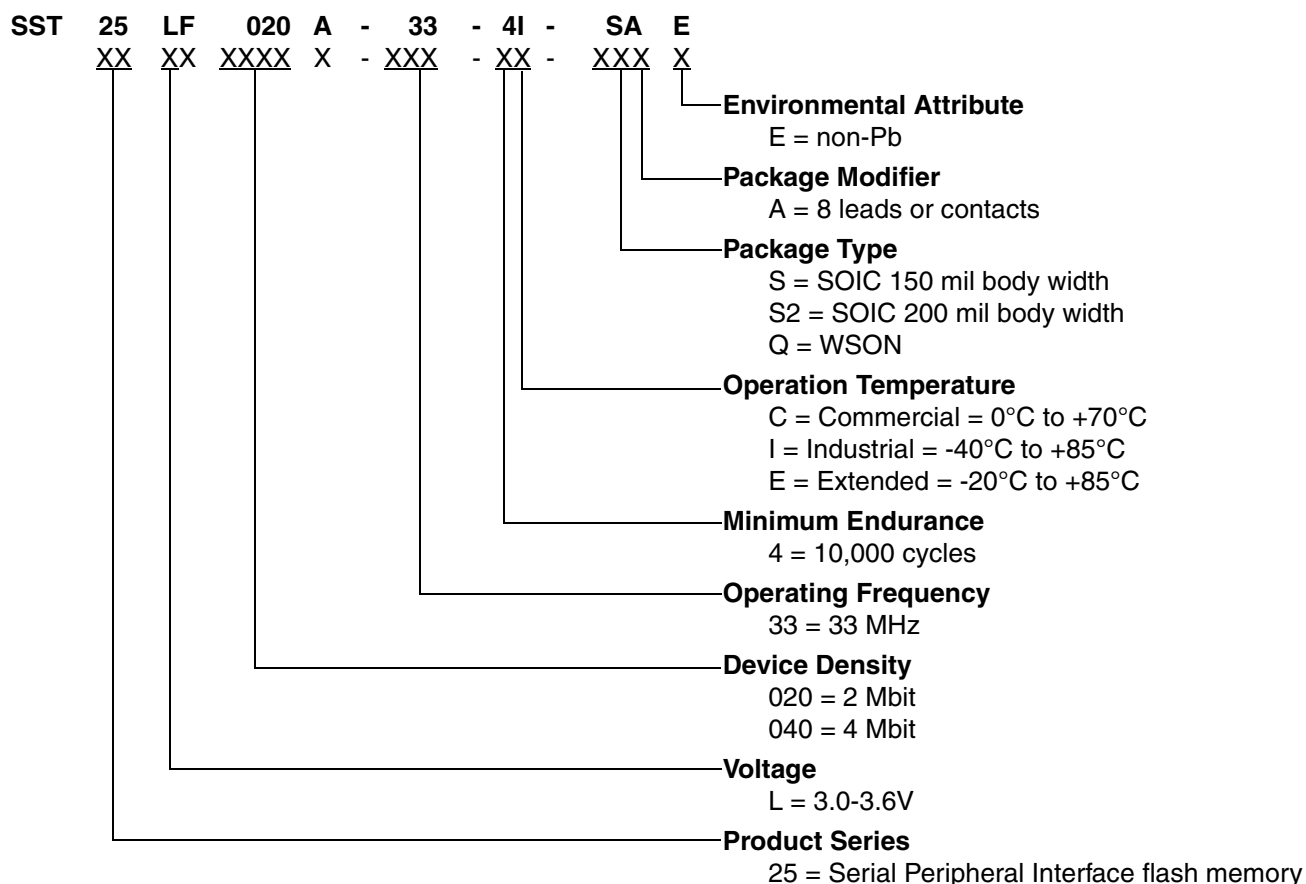 SST 25 LF 020 A - 33 - 4I - SA E
XX XX XXXX X - XXX - XX - XXX X
Environmental Attribute
E = non-Pb
Package Modifier
A = 8 leads or contacts
Package Type
S = SOIC 150 mil body width
S2 = SOIC 200 mil body width
Q = WSON
Operation Temperature
C = Commercial = 0°C to +70°C
I = Industrial = -40°C to +85°C
E = Extended = -20°C to +85°C
Minimum Endurance
4 = 10,000 cycles
Operating Frequency
33 = 33 MHz
Device Density
020 = 2 Mbit
040 = 4 Mbit
Voltage
L = 3.0-3.6V
Product Series
25 = Serial Peripheral Interface flash memory